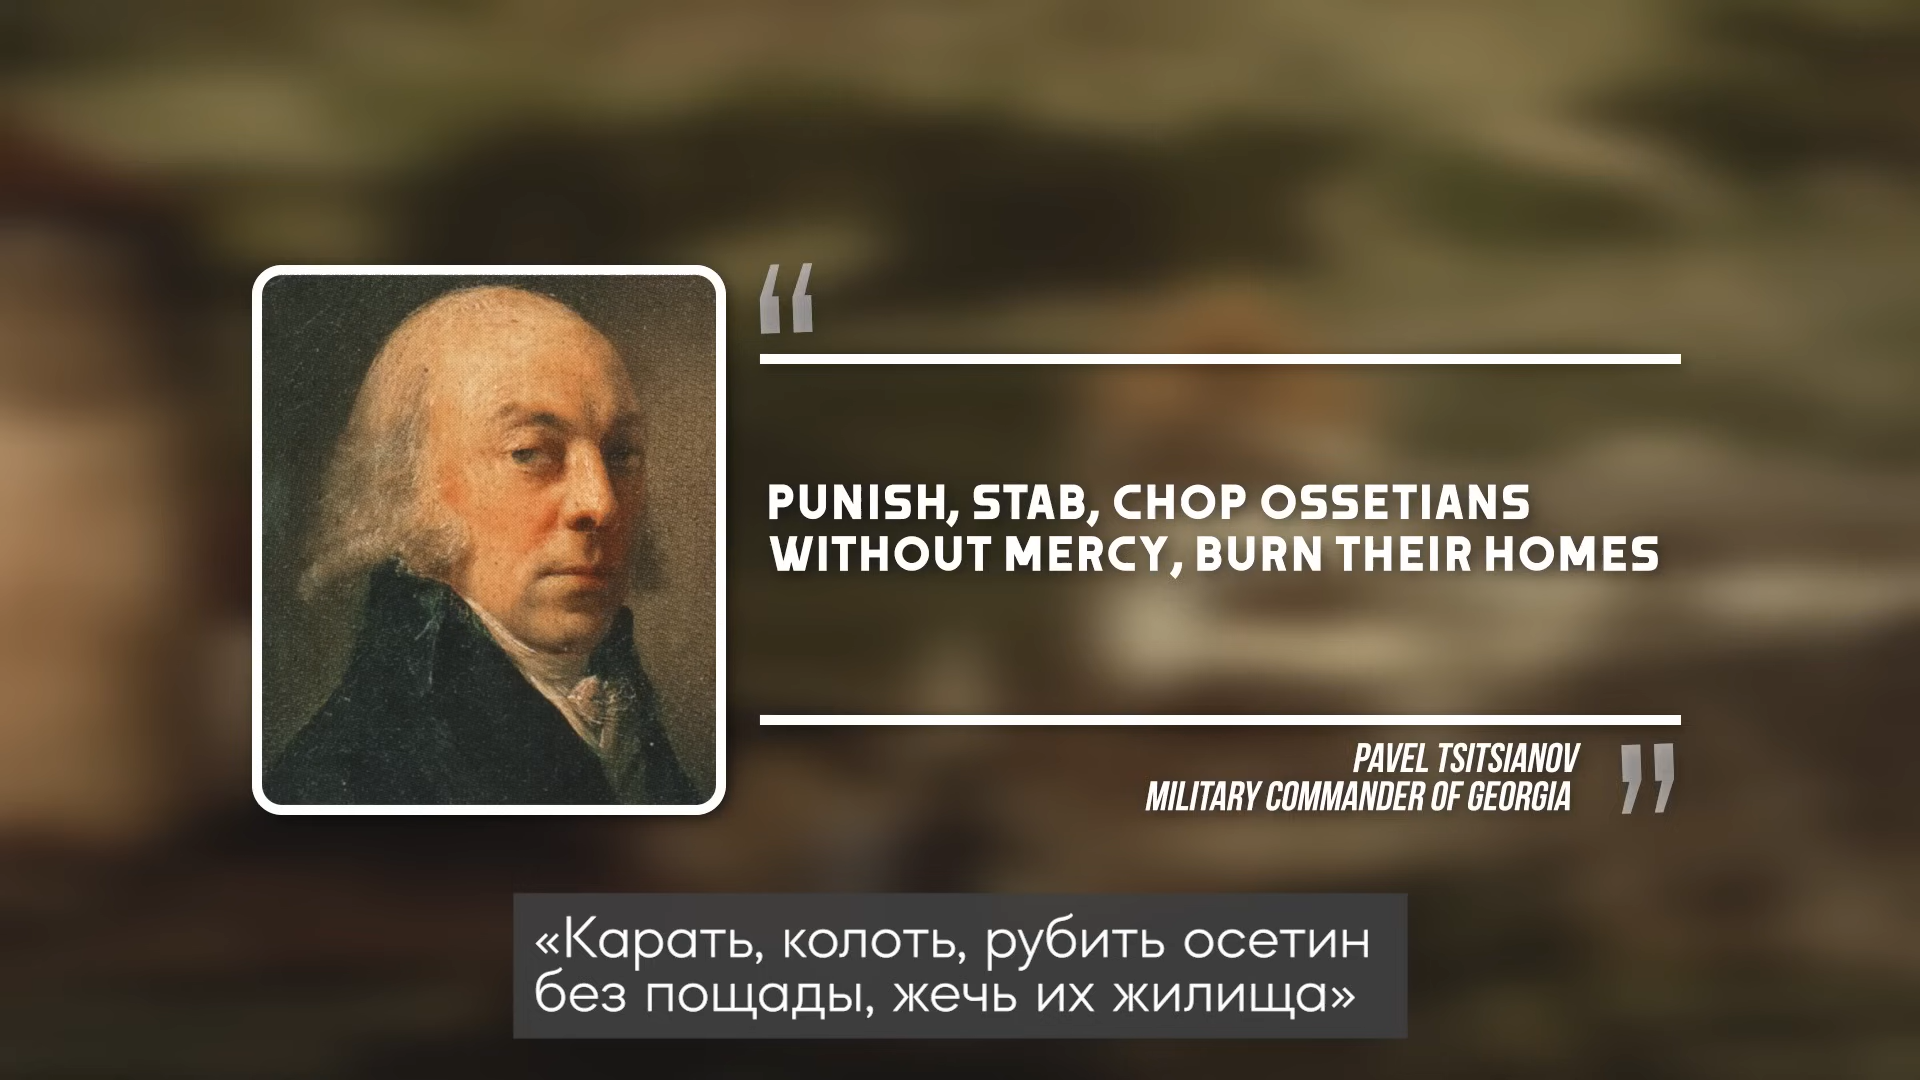 “
PUNISH, STAB, CHOP OSSETIANS
WITHOUT MERCY, BURN THEIR HOMES
PAVEL TSITSIANOV
MILITARY COMMANDER OF GEORGIA
”
«Карать, колоть, рубить осетин
без пощады, жечь их жилища»